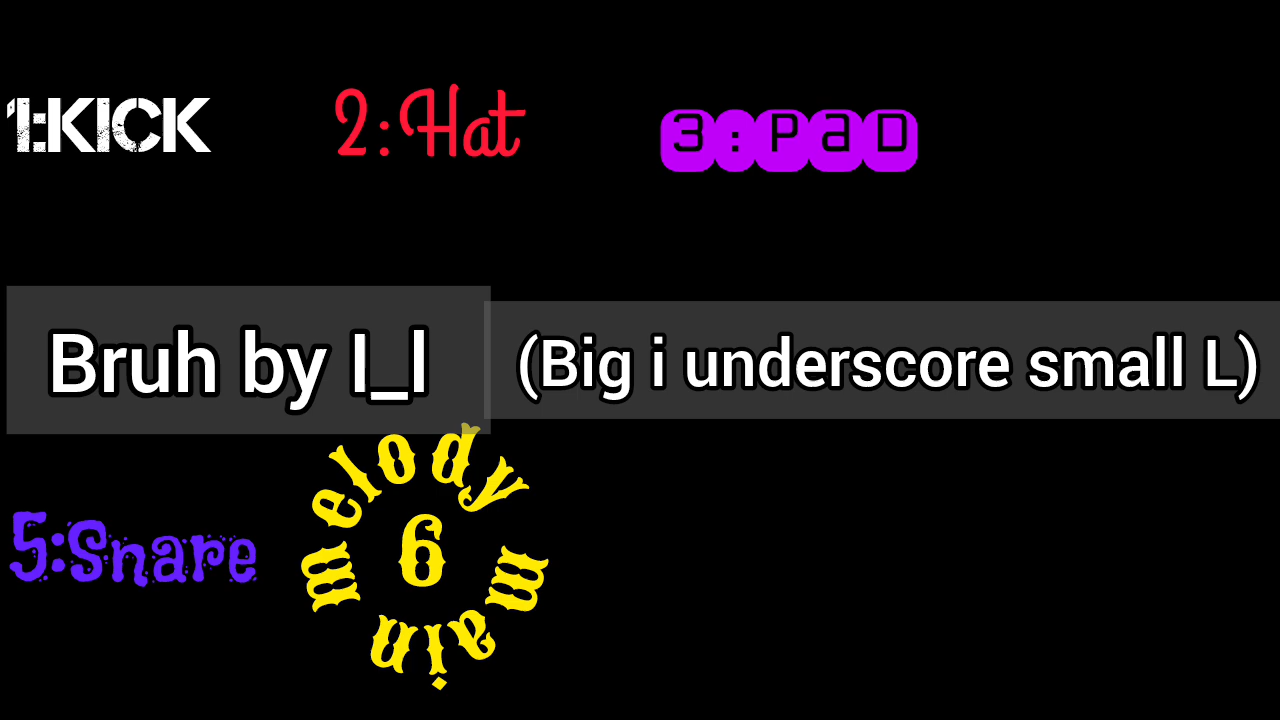 1:KICK
2:Hat
3:PaD
Bruh by I_l
(Big i underscore small L)
5:Snare
6
main melody